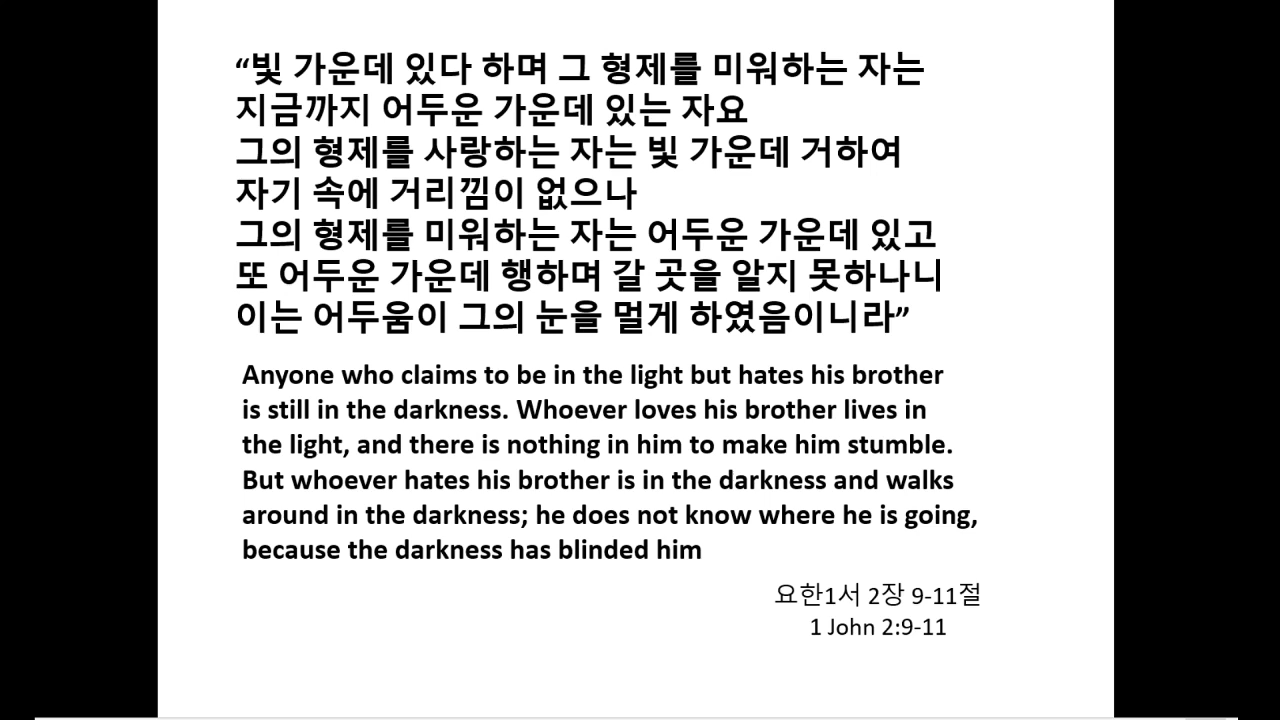 “빛 가운데 있다 하며 그 형제를 미워하는 자는
지금까지 어두운 가운데 있는 자요
그의 형제를 사랑하는 자는 빛 가운데 거하여
자기 속에 거리낌이 없으나
그의 형제를 미워하는 자는 어두운 가운데 있고
또 어두운 가운데 행하며 갈 곳을 알지 못하나니
이는 어두움이 그의 눈을 멀게 하였음이니라”
Anyone who claims to be in the light but hates his brother
is still in the darkness. Whoever loves his brother lives in
the light, and there is nothing in him to make him stumble.
But whoever hates his brother is in the darkness and walks
around in the darkness; he does not know where he is going,
because the darkness has blinded him
요한1서 2장 9-11절
1 John 2:9-11